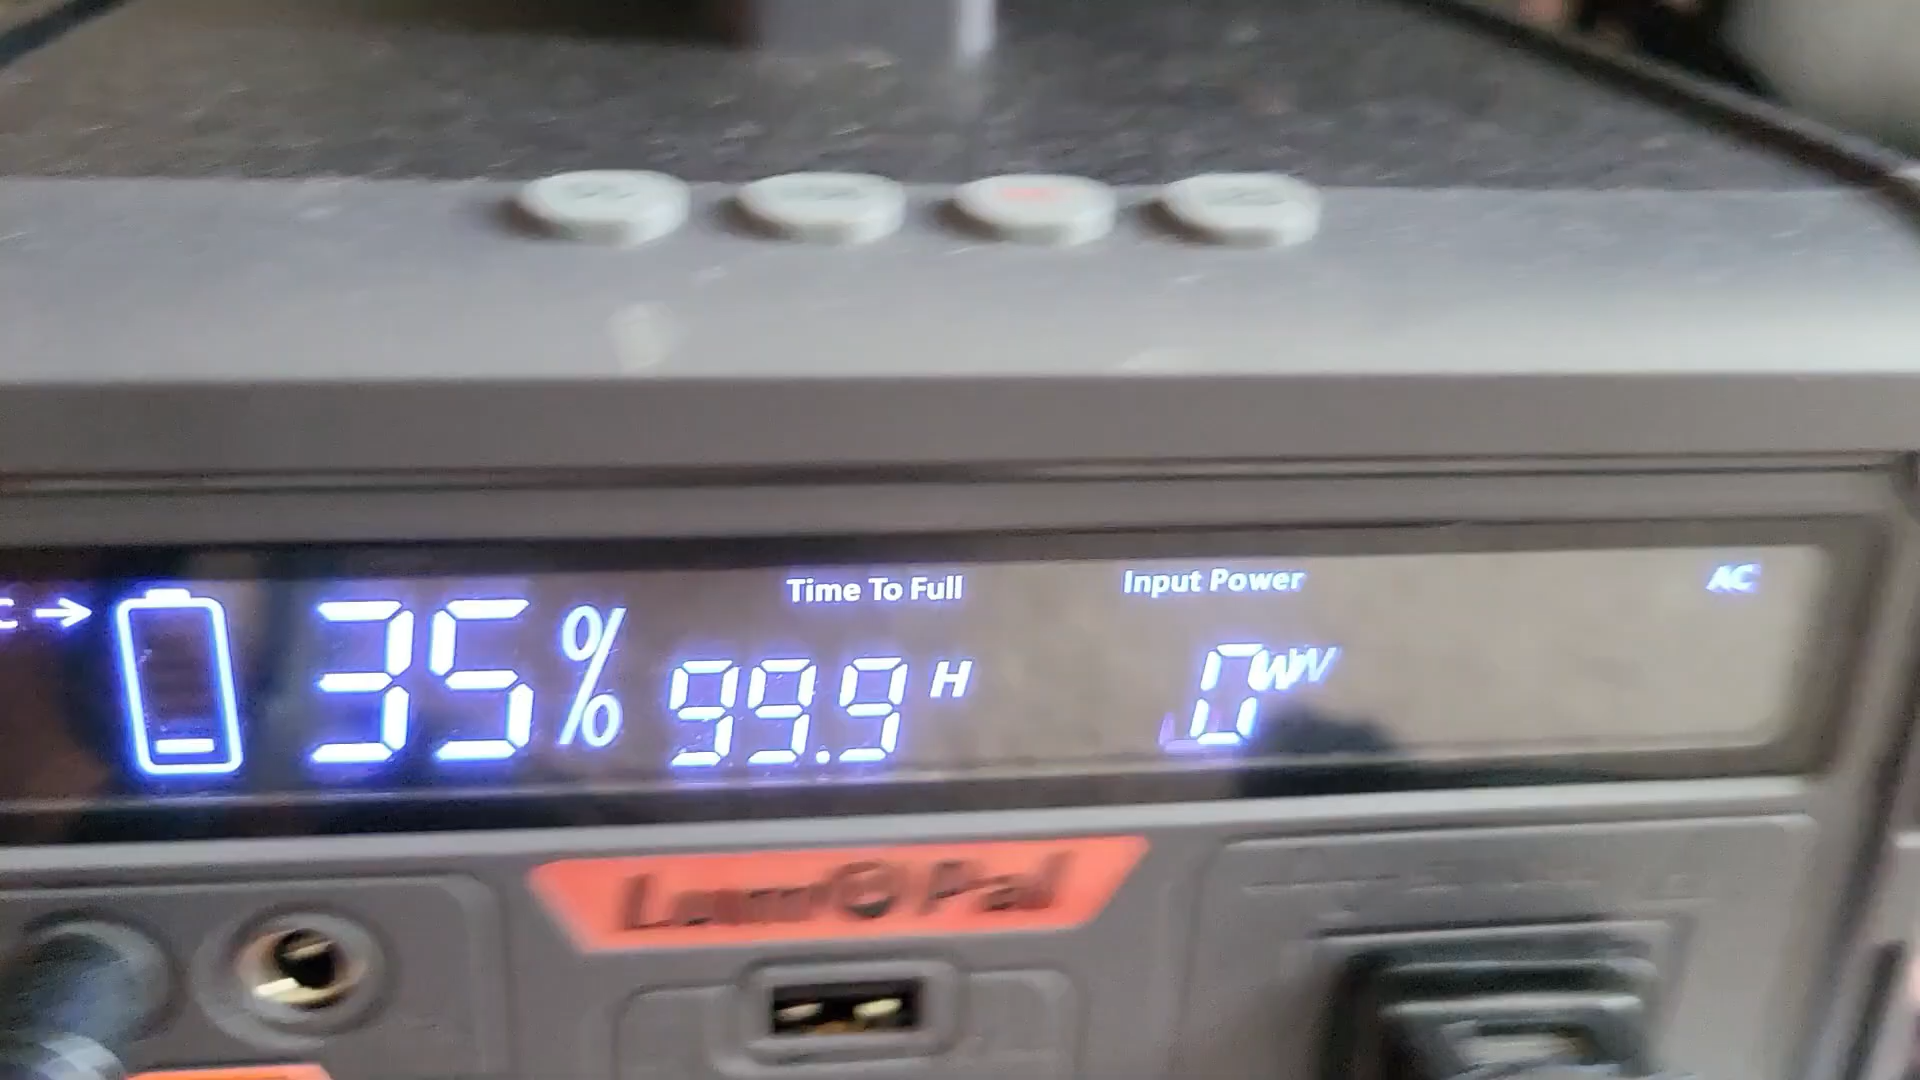 C → 35% 99.9 H Time To Full
Input Power
0 W
AC